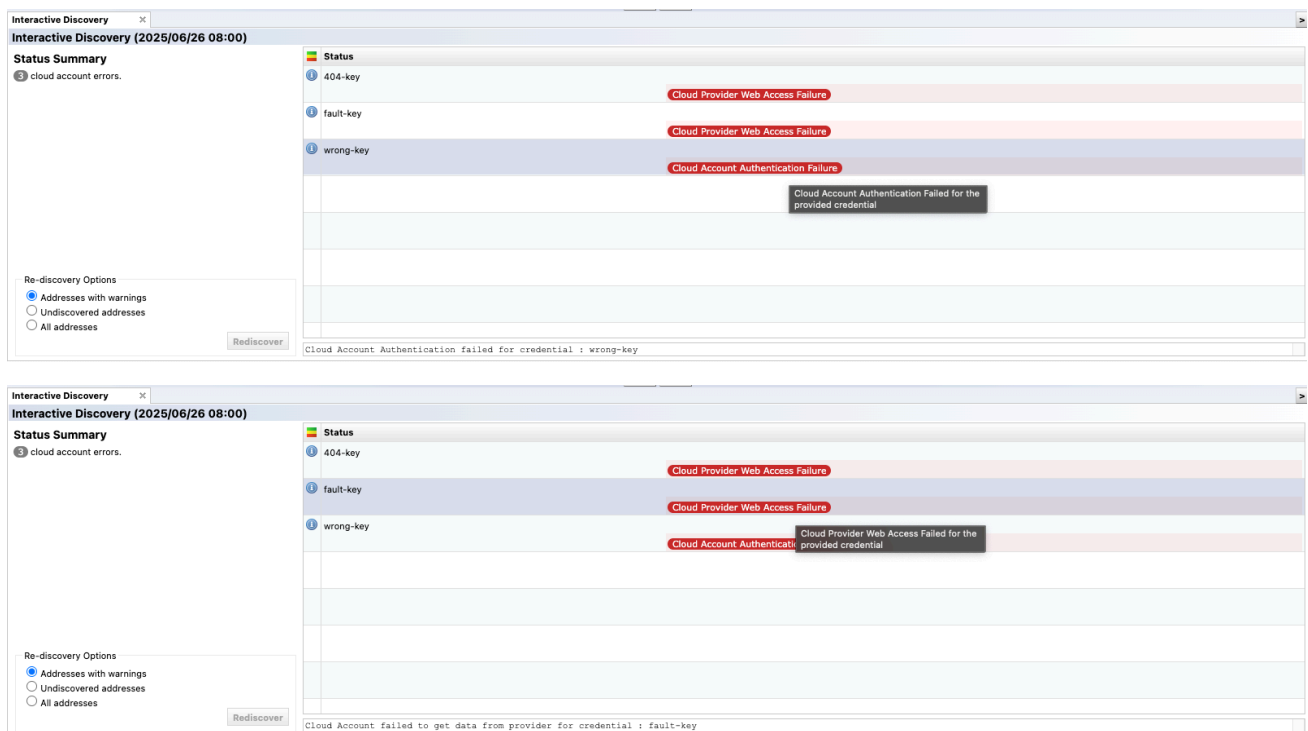 Interactive Discovery ×
>
Interactive Discovery (2025/06/26 08:00)
Status Summary
3 cloud account errors.
Status
404-key
Cloud Provider Web Access Failure
fault-key
Cloud Provider Web Access Failure
wrong-key
Cloud Account Authentication Failure
Cloud Account Authentication Failed for the
provided credential
Re-discovery Options
Addresses with warnings
Undiscovered addresses
All addresses
Rediscover
Cloud Account Authentication failed for credential : wrong-key
Interactive Discovery ×
>
Interactive Discovery (2025/06/26 08:00)
Status Summary
3 cloud account errors.
Status
404-key
Cloud Provider Web Access Failure
fault-key
Cloud Provider Web Access Failure
wrong-key
Cloud Account
Cloud Provider Web Access Failed for the
provided credential
Re-discovery Options
Addresses with warnings
Undiscovered addresses
All addresses
Rediscover
Cloud Account failed to get data from provider for credential : fault-key